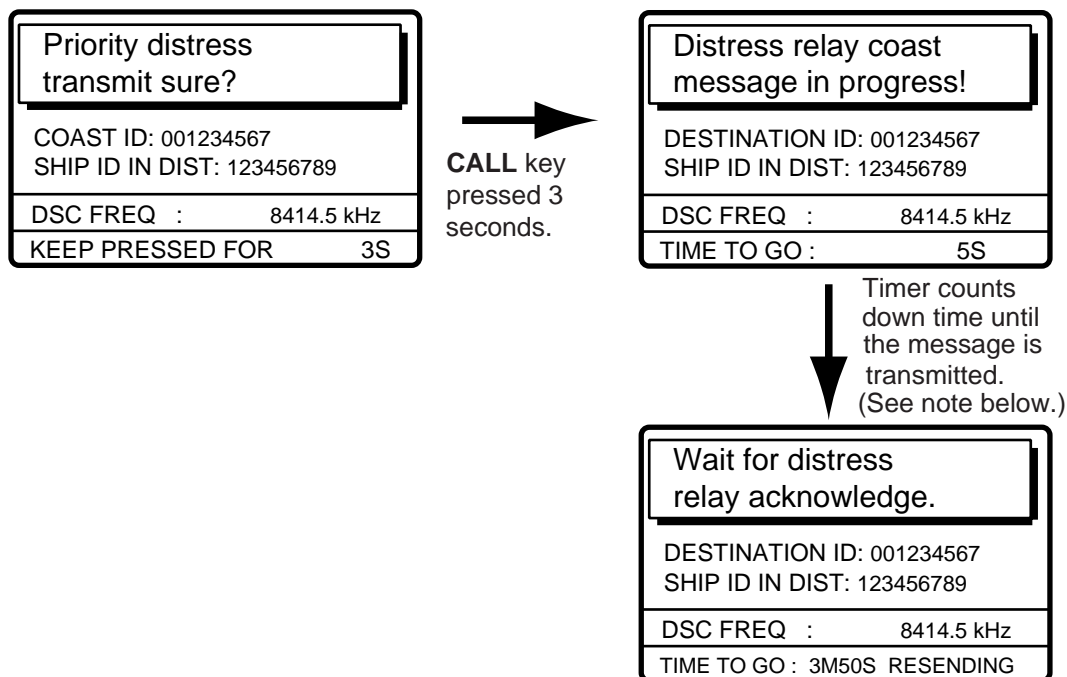 Priority distress
transmit sure?
COAST ID: 001234567
SHIP ID IN DIST: 123456789
DSC FREQ : 8414.5 kHz
KEEP PRESSED FOR 3S
CALL key
pressed 3
seconds.
Distress relay coast
message in progress!
DESTINATION ID: 001234567
SHIP ID IN DIST: 123456789
DSC FREQ : 8414.5 kHz
TIME TO GO : 5S
Timer counts
down time until
the message is
transmitted.
(See note below.)
Wait for distress
relay acknowledge.
DESTINATION ID: 001234567
SHIP ID IN DIST: 123456789
DSC FREQ : 8414.5 kHz
TIME TO GO : 3M50S RESENDING